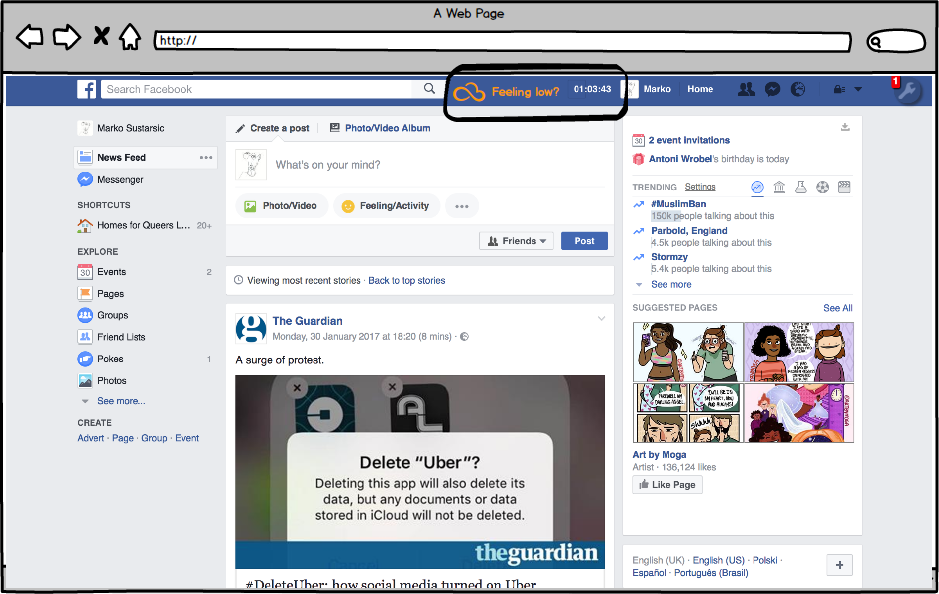 A Web Page
http://
Search Facebook
Feeling low?
01:03:43
Marko
Home
1
Marko Sustarsic
News Feed
Messenger
SHORTCUTS
Homes for Queers L... 20+
EXPLORE
30 Events 2
Pages
Groups
Friend Lists
Pokes 1
Photos
See more...
CREATE
Advert · Page · Group · Event
Create a post
Photo/Video Album
What's on your mind?
Photo/Video
Feeling/Activity
Friends
Post
Viewing most recent stories · Back to top stories
The Guardian
Monday, 30 January 2017 at 18:20 (8 mins) ·
A surge of protest.
Delete "Uber"?
Deleting this app will also delete its
data, but any documents or data
stored in iCloud will not be deleted.
theguardian
#DeleteUber: how social media turned on Uber
30 2 event invitations
Antoni Wrobel's birthday is today
TRENDING Settings
#MuslimBan
150k people talking about this
Parbold, England
4.5k people talking about this
Stormzy
5.4k people talking about this
See more
SUGGESTED PAGES See All
Art by Moga
Artist · 136,124 likes
Like Page
English (UK) · English (US) · Polski ·
Español · Português (Brasil)
+